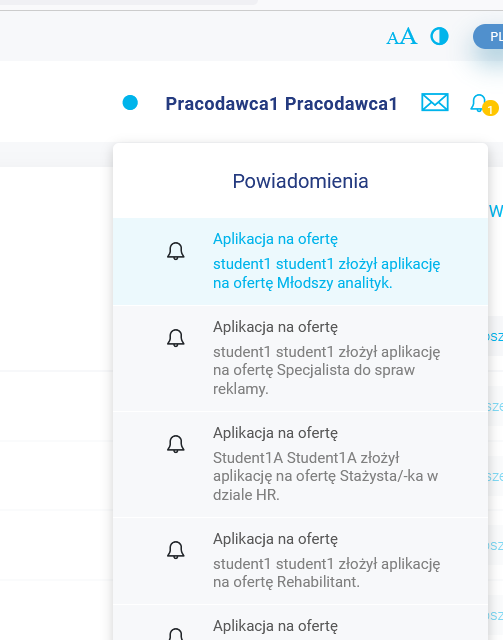 AA
PL
Pracodawca1 Pracodawca1
1
Powiadomienia
Aplikacja na ofertę
student1 student1 złożył aplikację
na ofertę Młodszy analityk.
Aplikacja na ofertę
student1 student1 złożył aplikację
na ofertę Specjalista do spraw
reklamy.
Aplikacja na ofertę
Student1A Student1A złożył
aplikację na ofertę Stażysta/-ka w
dziale HR.
Aplikacja na ofertę
student1 student1 złożył aplikację
na ofertę Rehabilitant.
Aplikacja na ofertę